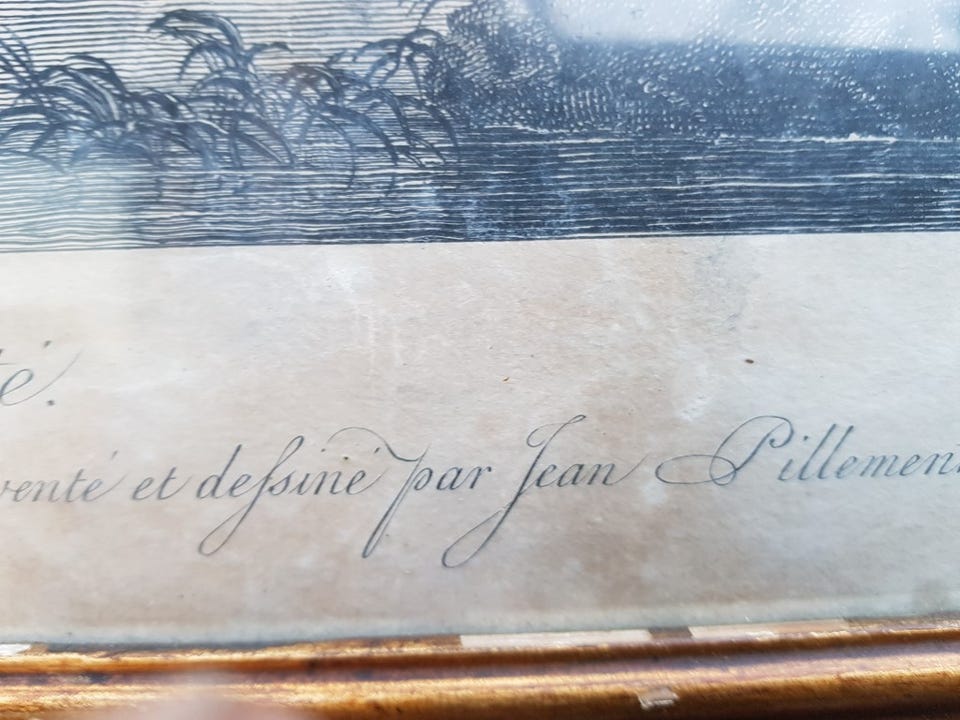 té.
venté et deſsiné par Jean Pillement